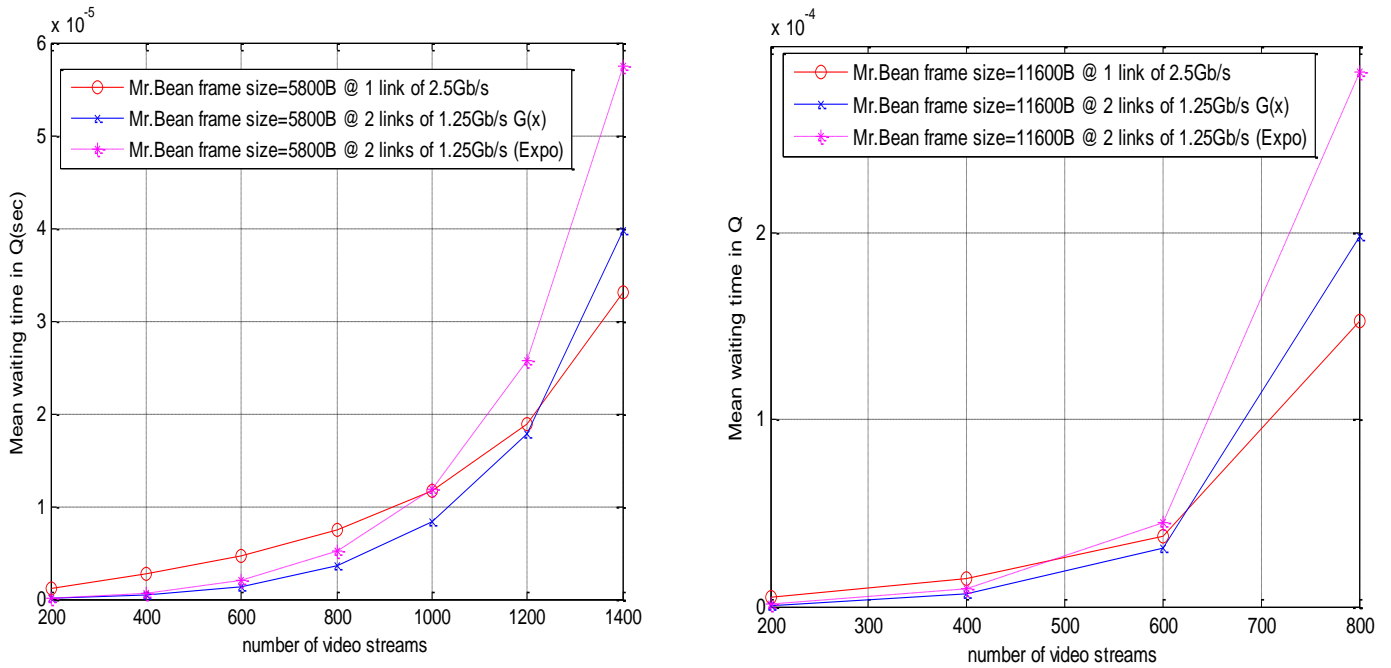 x 10^-5
6
5
4
3
2
1
0
Mean waiting time in Q(sec)
Mr.Bean frame size=5800B @ 1 link of 2.5Gb/s
Mr.Bean frame size=5800B @ 2 links of 1.25Gb/s G(x)
Mr.Bean frame size=5800B @ 2 links of 1.25Gb/s (Expo)
200 400 600 800 1000 1200 1400
number of video streams
x 10^-4
2
1
0
Mean waiting time in Q
Mr.Bean frame size=11600B @ 1 link of 2.5Gb/s
Mr.Bean frame size=11600B @ 2 links of 1.25Gb/s G(x)
Mr.Bean frame size=11600B @ 2 links of 1.25Gb/s (Expo)
200 300 400 500 600 700 800
number of video streams